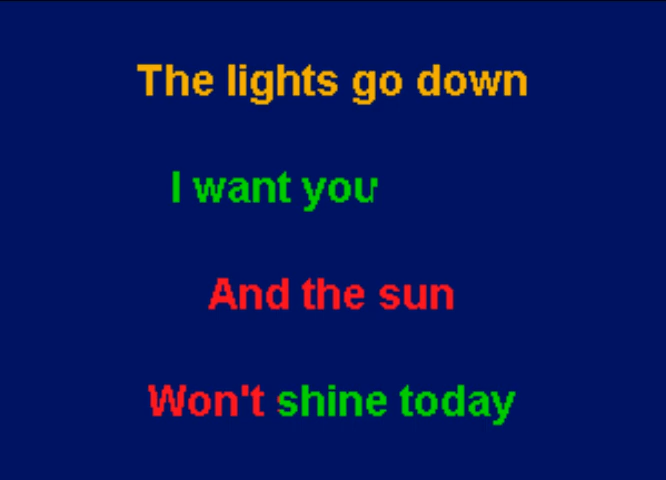 The lights go down
I want you
And the sun
Won't shine today